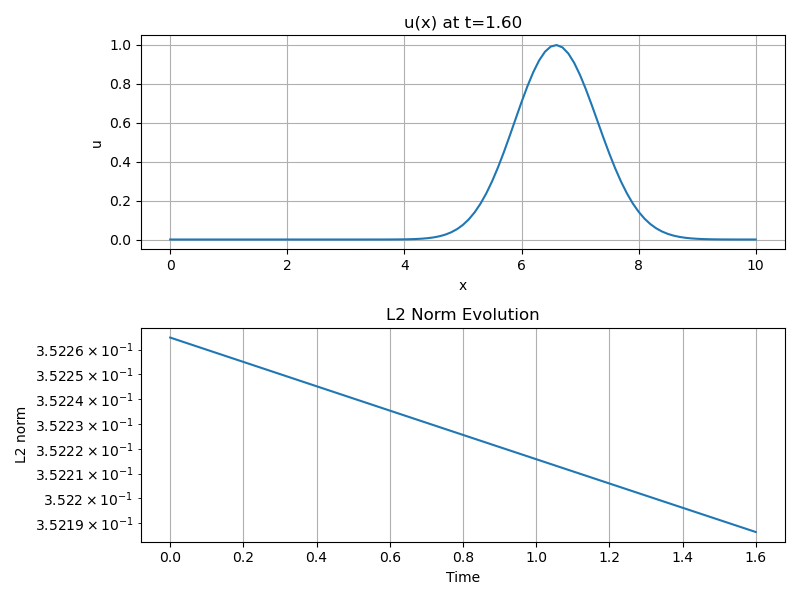 u(x) at t=1.60
1.0
0.8
0.6
0.4
0.2
0.0
u
0 2 4 6 8 10
x
L2 Norm Evolution
3.5226 × 10⁻¹
3.5225 × 10⁻¹
3.5224 × 10⁻¹
3.5223 × 10⁻¹
3.5222 × 10⁻¹
3.5221 × 10⁻¹
3.522 × 10⁻¹
3.5219 × 10⁻¹
L2 norm
0.0 0.2 0.4 0.6 0.8 1.0 1.2 1.4 1.6
Time